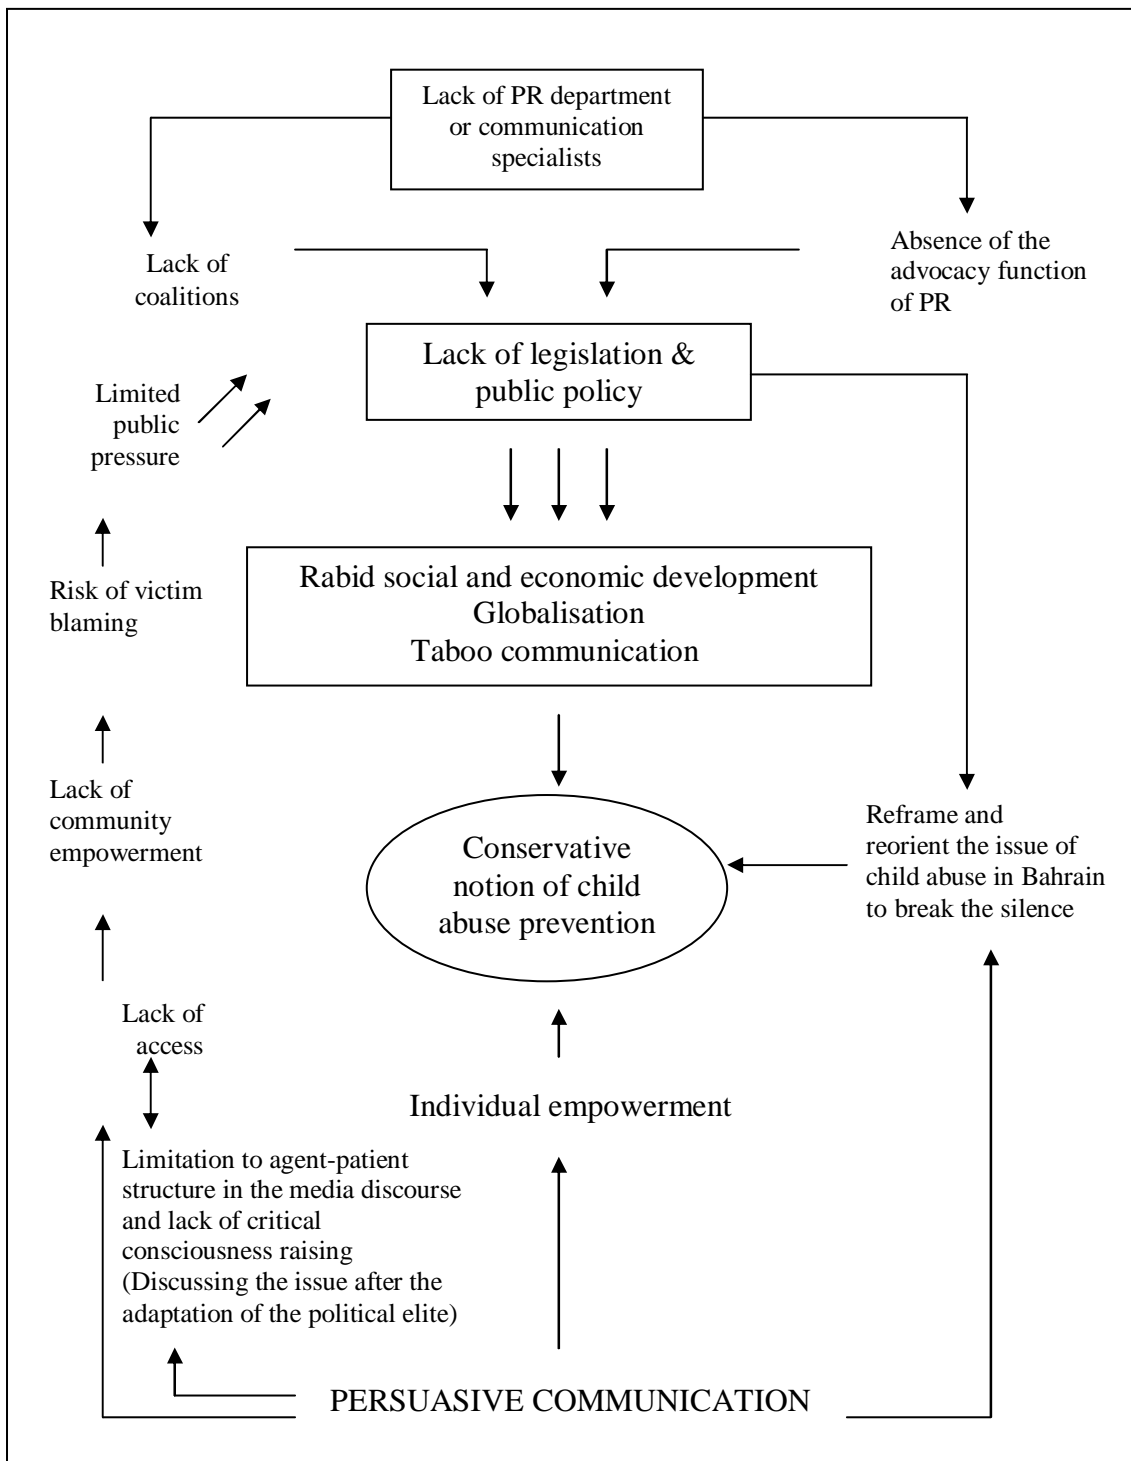 Lack of PR department
or communication
specialists
Lack of
coalitions
Absence of the
advocacy function
of PR
Lack of legislation &
public policy
Limited
public
pressure
Rabid social and economic development
Globalisation
Taboo communication
Risk of victim
blaming
Lack of
community
empowerment
Conservative
notion of child
abuse prevention
Reframe and
reorient the issue of
child abuse in Bahrain
to break the silence
Lack of
access
Individual empowerment
Limitation to agent-patient
structure in the media discourse
and lack of critical
consciousness raising
(Discussing the issue after the
adaptation of the political elite)
PERSUASIVE COMMUNICATION